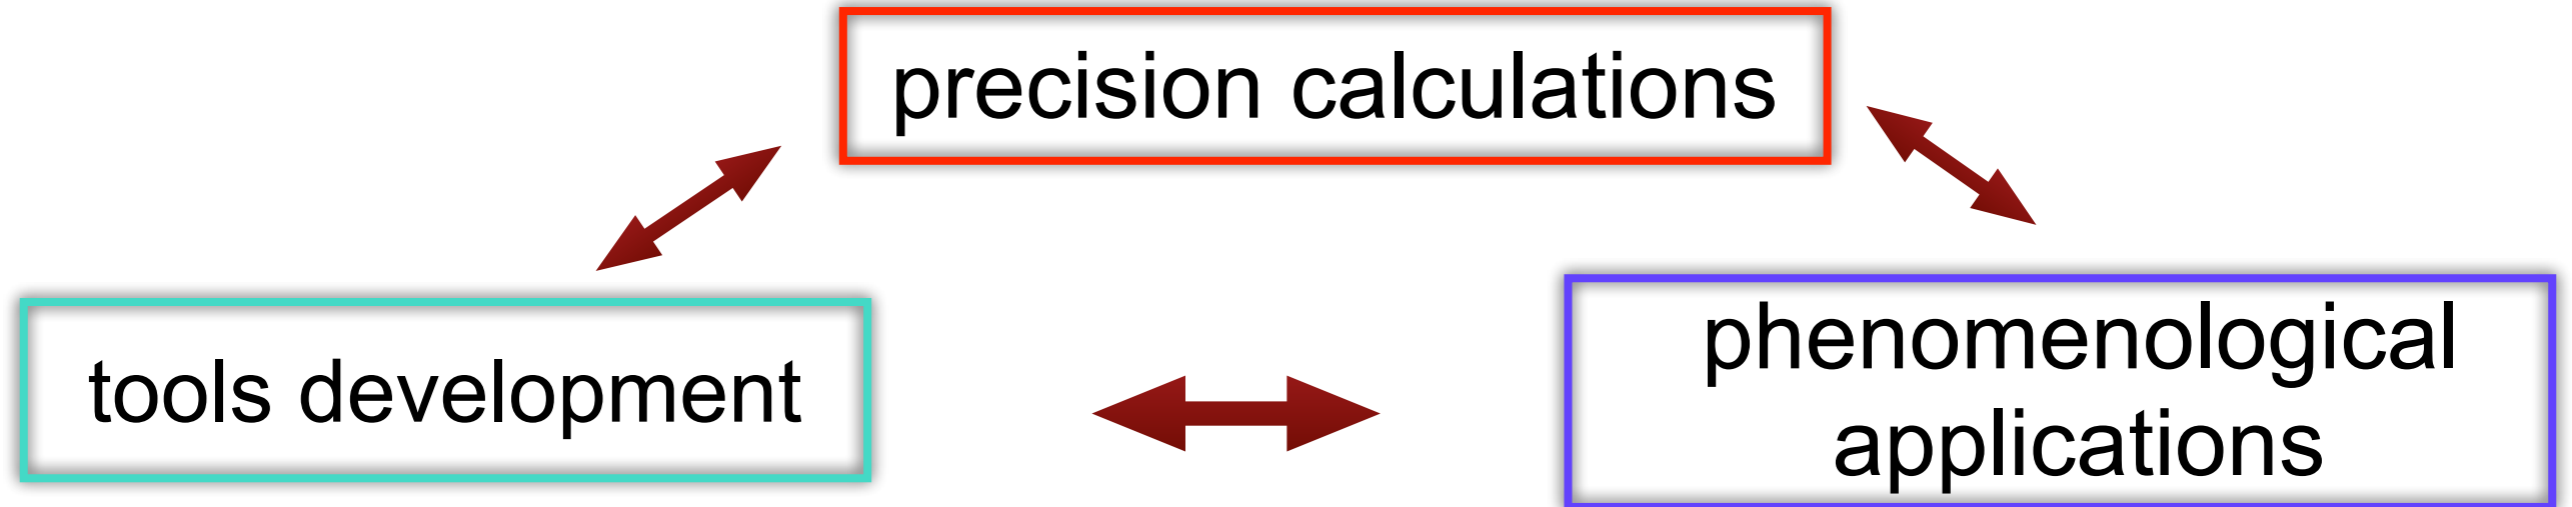 precision calculations
tools development
phenomenological
applications